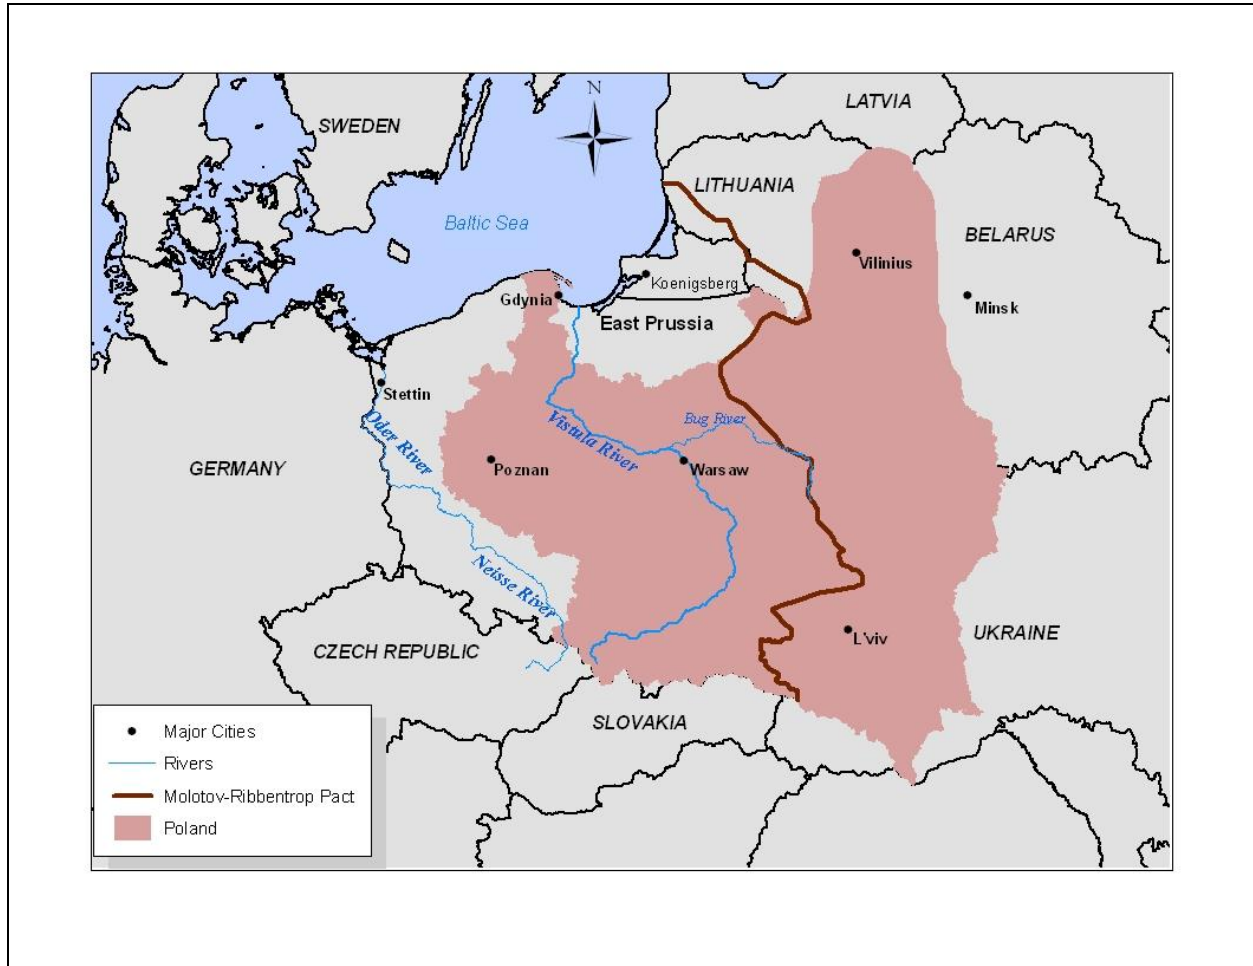 N
LATVIA
SWEDEN
LITHUANIA
Baltic Sea
BELARUS
Vilinius
Koenigsberg
Gdynia
Minsk
East Prussia
Stettin
Oder River
Vistula River
Bug River
GERMANY
Poznan
Warsaw
Neisse River
L'viv
UKRAINE
CZECH REPUBLIC
SLOVAKIA
Major Cities
Rivers
Molotov-Ribbentrop Pact
Poland